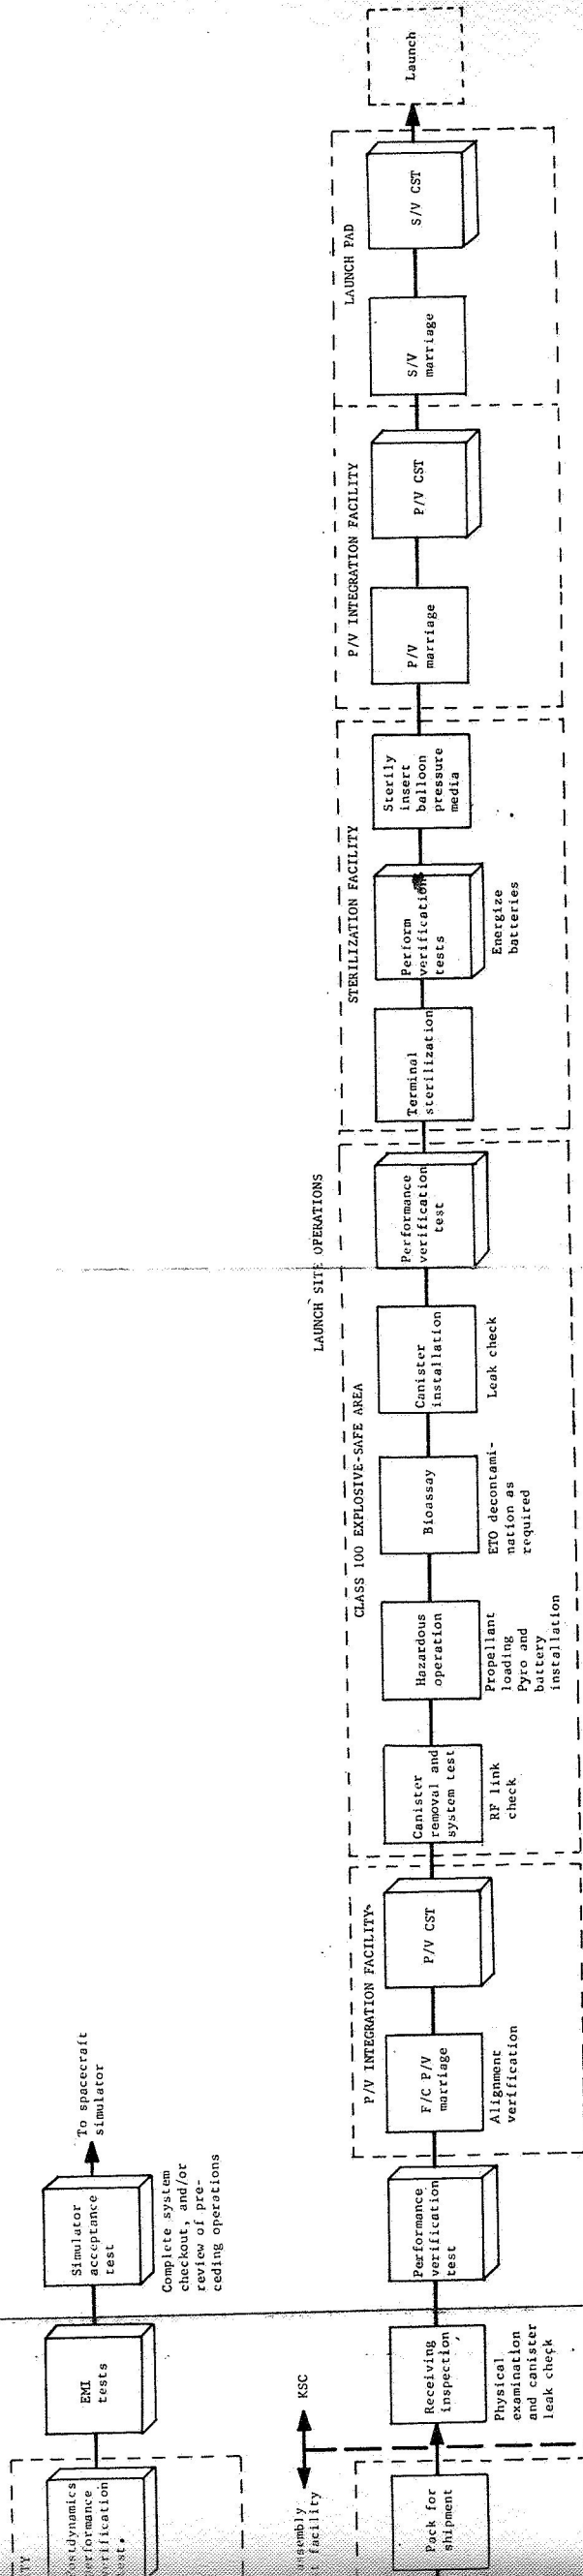 TY
ostdynamics
erformance
erification
est.
EMI
tests
Simulator
acceptance
test
To spacecraft
simulator
Complete system
checkout, and/or
review of pre-
ceding operations
ssembly
t facility
KSC
LAUNCH SITE OPERATIONS
Pack for
shipment
Receiving
inspection
Physical
examination
and canister
leak check
Performance
verification
test
P/V INTEGRATION FACILITY
F/C P/V
marriage
Alignment
verification
P/V CST
CLASS 100 EXPLOSIVE-SAFE AREA
Canister
removal and
system test
RF link
check
Hazardous
operation
Propellant
loading
Pyro and
battery
installation
Bioassay
ETO decontami-
nation as
required
Canister
installation
Leak check
Performance
verification
test
STERILIZATION FACILITY
Terminal
sterilization
Perform
verification
tests
Energize
batteries
Sterily
insert
balloon
pressure
media
P/V INTEGRATION FACILITY
P/V
marriage
P/V CST
LAUNCH PAD
S/V
marriage
S/V CST
Launch